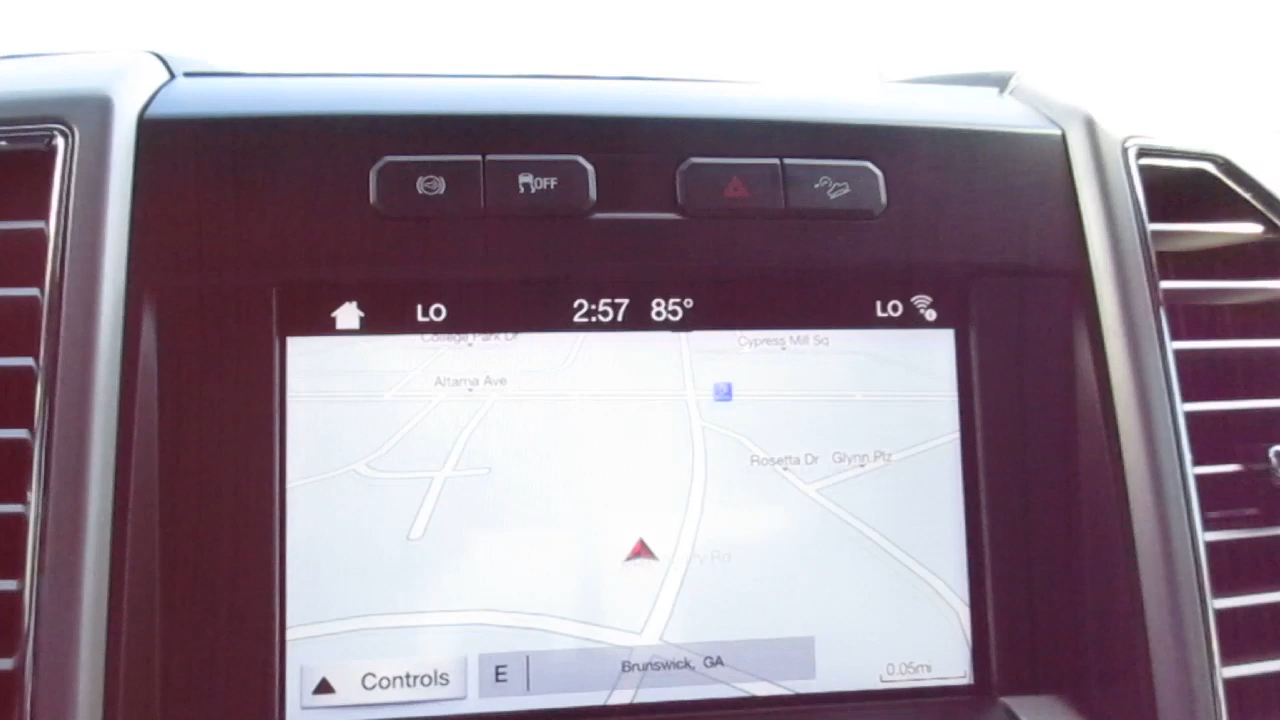 OFF
LO 2:57 85° LO
College Park Dr
Cypress Mill Sq
Altama Ave
Rosetta Dr Glynn Plz
Rd
Controls E Brunswick, GA 0.05mi